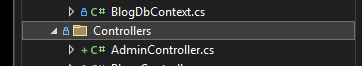 C# BlogDbContext.cs
Controllers
C# AdminController.cs